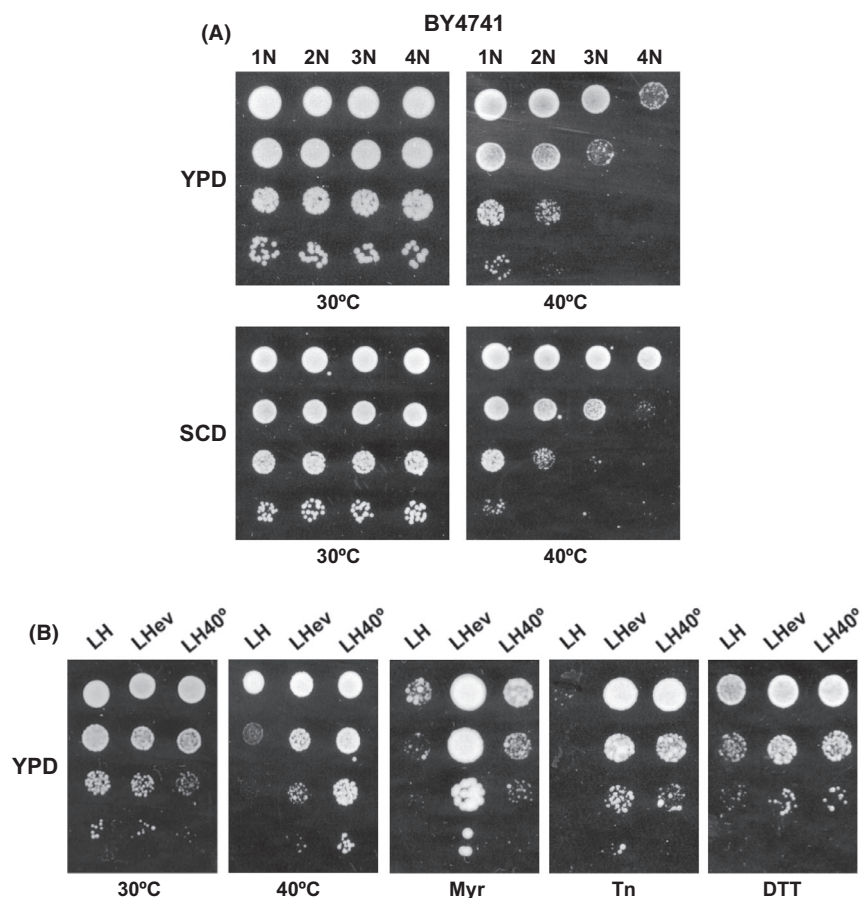 BY4741
(A)
1N 2N 3N 4N 1N 2N 3N 4N
YPD
30ºC 40ºC
SCD
30ºC 40ºC
(B)
LH LHev LH40º LH LHev LH40º LH LHev LH40º LH LHev LH40º LH LHev LH40º
YPD
30ºC 40ºC Myr Tn DTT